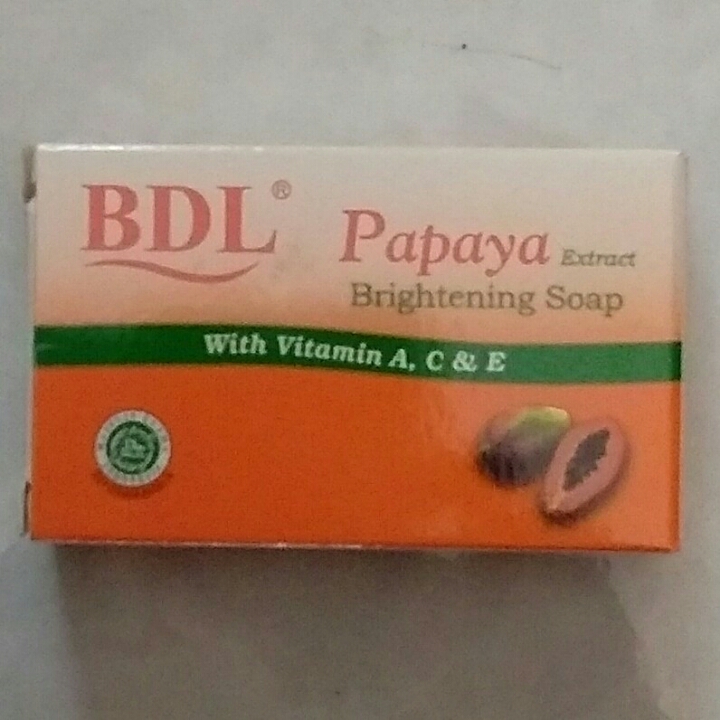 BDL®
Papaya Extract
Brightening Soap
With Vitamin A, C & E